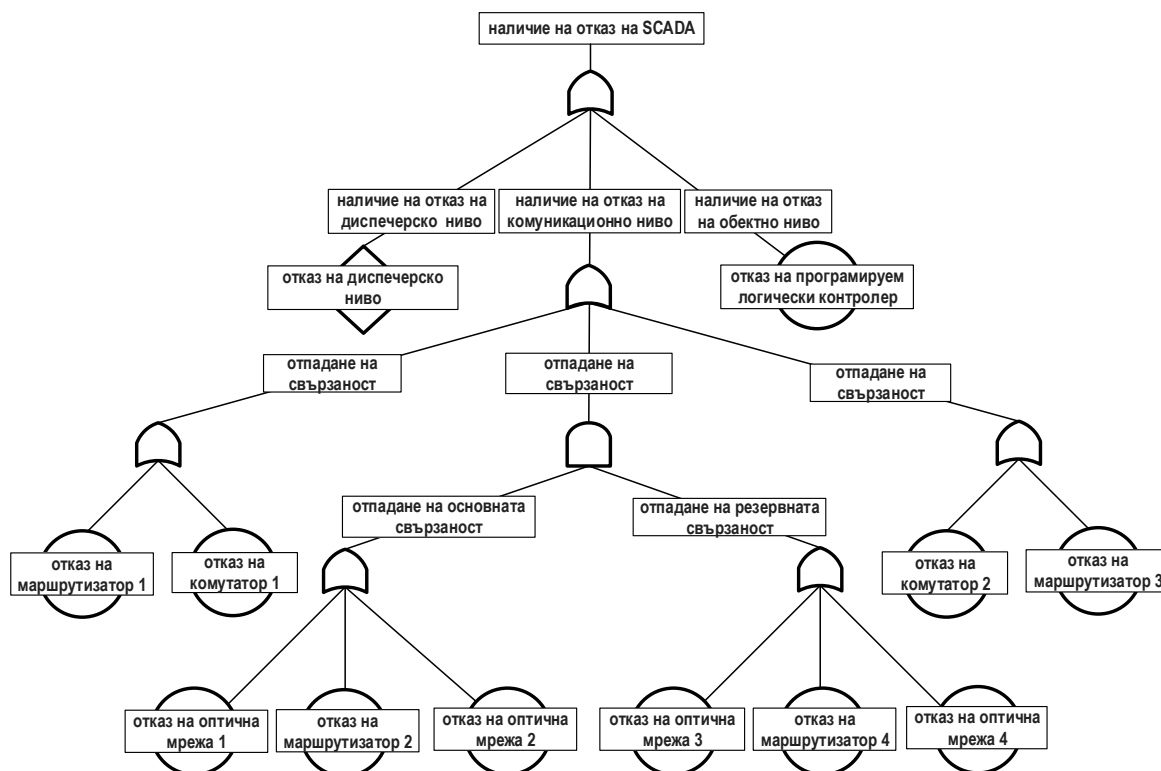 наличие на отказ на SCADA
наличие на отказ на
диспечерско ниво
наличие на отказ на
комуникационно ниво
наличие на отказ
на обектно ниво
отказ на диспечерско
ниво
отказ на програмируем
логически контролер
отпадане на
свързаност
отпадане на
свързаност
отпадане на
свързаност
отпадане на основната
свързаност
отпадане на резервната
свързаност
отказ на
маршрутизатор 1
отказ на
комутатор 1
отказ на
комутатор 2
отказ на
маршрутизатор 3
отказ на оптична
мрежа 1
отказ на
маршрутизатор 2
отказ на оптична
мрежа 2
отказ на оптична
мрежа 3
отказ на
маршрутизатор 4
отказ на оптична
мрежа 4